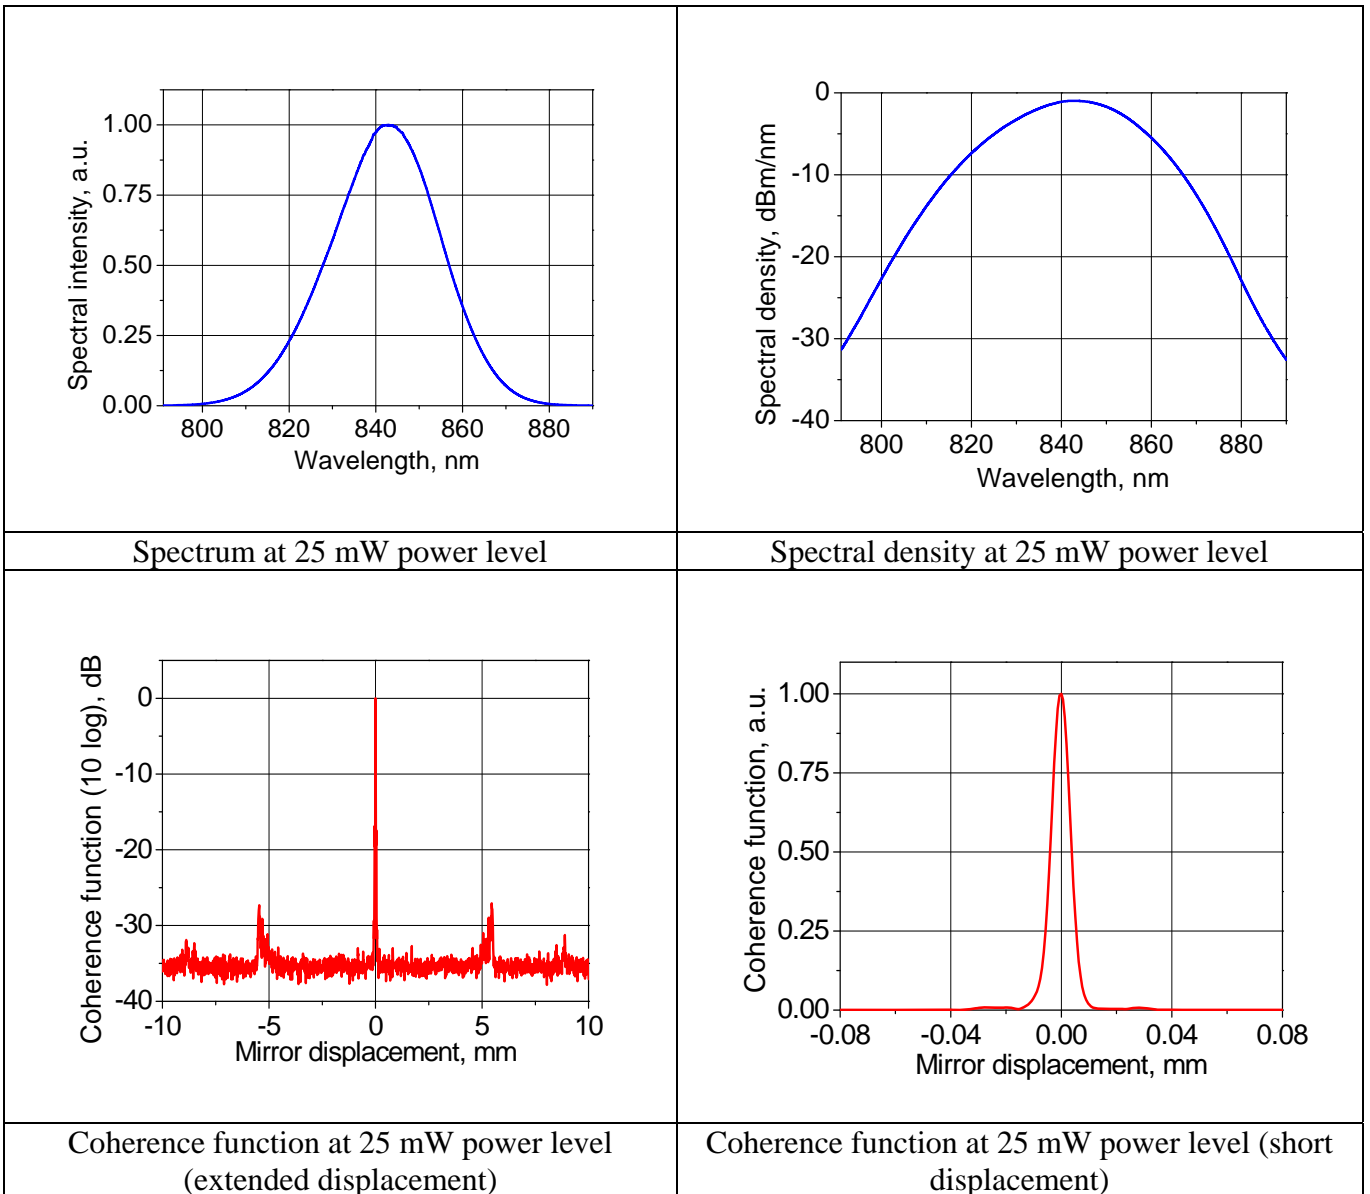 Spectral intensity, a.u.
1.00
0.75
0.50
0.25
0.00
800 820 840 860 880
Wavelength, nm
Spectral density, dBm/nm
0
-10
-20
-30
-40
800 820 840 860 880
Wavelength, nm
Spectrum at 25 mW power level
Spectral density at 25 mW power level
Coherence function (10 log), dB
0
-10
-20
-30
-40
-10 -5 0 5 10
Mirror displacement, mm
Coherence function, a.u.
1.00
0.75
0.50
0.25
0.00
-0.08 -0.04 0.00 0.04 0.08
Mirror displacement, mm
Coherence function at 25 mW power level
(extended displacement)
Coherence function at 25 mW power level (short
displacement)